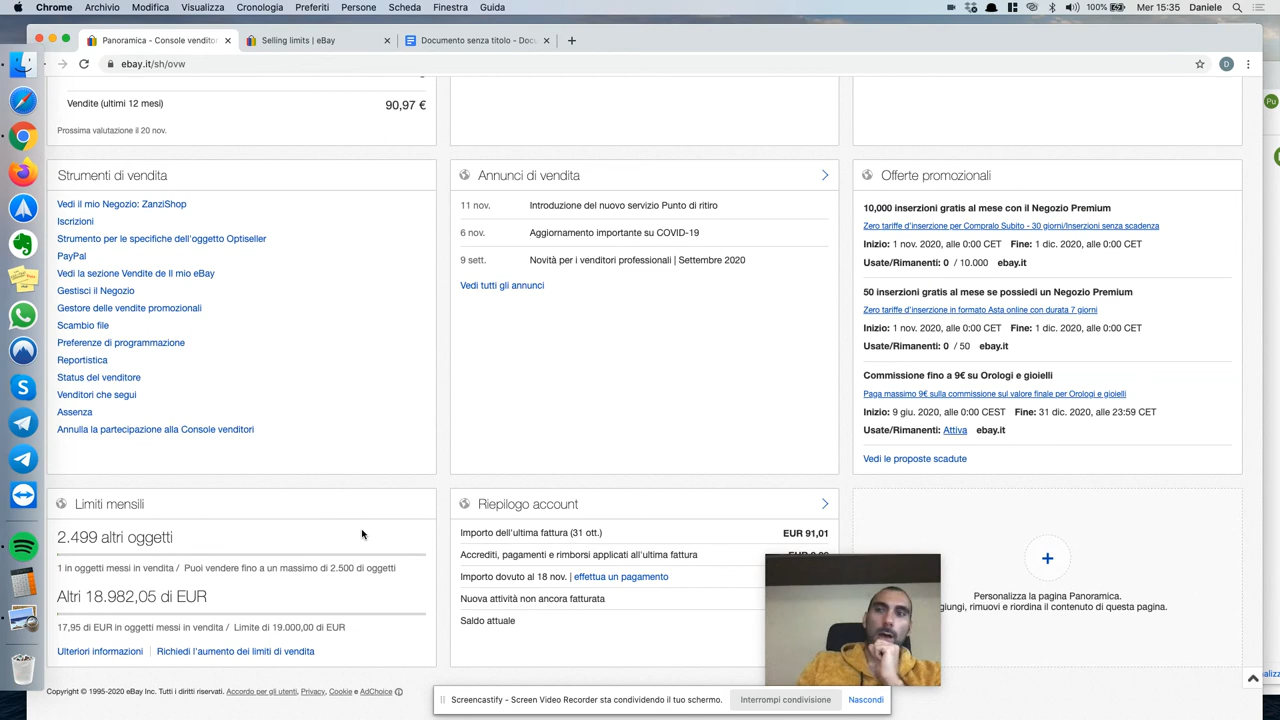 Chrome Archivio Modifica Visualizza Cronologia Preferiti Persone Scheda Finestra Guida 100% Mer 15:35 Daniele
Panoramica - Console venditor
Selling limits | eBay
Documento senza titolo - Docu
ebay.it/sh/ovw
D
Pu
Vendite (ultimi 12 mesi) 90,97 €
Prossima valutazione il 20 nov.
Strumenti di vendita
Vedi il mio Negozio: ZanziShop
Iscrizioni
Strumento per le specifiche dell'oggetto Optiseller
PayPal
Vedi la sezione Vendite de Il mio eBay
Gestisci il Negozio
Gestore delle vendite promozionali
Scambio file
Preferenze di programmazione
Reportistica
Status del venditore
Venditori che segui
Assenza
Annulla la partecipazione alla Console venditori
Annunci di vendita
11 nov. Introduzione del nuovo servizio Punto di ritiro
6 nov. Aggiornamento importante su COVID-19
9 sett. Novità per i venditori professionali | Settembre 2020
Vedi tutti gli annunci
Offerte promozionali
10,000 inserzioni gratis al mese con il Negozio Premium
Zero tariffe d'inserzione per Compralo Subito - 30 giorni/Inserzioni senza scadenza
Inizio: 1 nov. 2020, alle 0:00 CET Fine: 1 dic. 2020, alle 0:00 CET
Usate/Rimanenti: 0 / 10.000 ebay.it
50 inserzioni gratis al mese se possiedi un Negozio Premium
Zero tariffe d'inserzione in formato Asta online con durata 7 giorni
Inizio: 1 nov. 2020, alle 0:00 CET Fine: 1 dic. 2020, alle 0:00 CET
Usate/Rimanenti: 0 / 50 ebay.it
Commissione fino a 9€ su Orologi e gioielli
Paga massimo 9€ sulla commissione sul valore finale per Orologi e gioielli
Inizio: 9 giu. 2020, alle 0:00 CEST Fine: 31 dic. 2020, alle 23:59 CET
Usate/Rimanenti: Attiva ebay.it
Vedi le proposte scadute
Limiti mensili
2.499 altri oggetti
1 in oggetti messi in vendita / Puoi vendere fino a un massimo di 2.500 di oggetti
Altri 18.982,05 di EUR
17,95 di EUR in oggetti messi in vendita / Limite di 19.000,00 di EUR
Ulteriori informazioni | Richiedi l'aumento dei limiti di vendita
Riepilogo account
Importo dell'ultima fattura (31 ott.) EUR 91,01
Accrediti, pagamenti e rimborsi applicati all'ultima fattura
Importo dovuto al 18 nov. | effettua un pagamento
Nuova attività non ancora fatturata
Saldo attuale
Personalizza la pagina Panoramica.
giungi, rimuovi e riordina il contenuto di questa pagina.
Copyright © 1995-2020 eBay Inc. Tutti i diritti riservati. Accordo per gli utenti, Privacy, Cookie e AdChoice
Screencastify - Screen Video Recorder sta condividendo il tuo schermo. Interrompi condivisione Nascondi